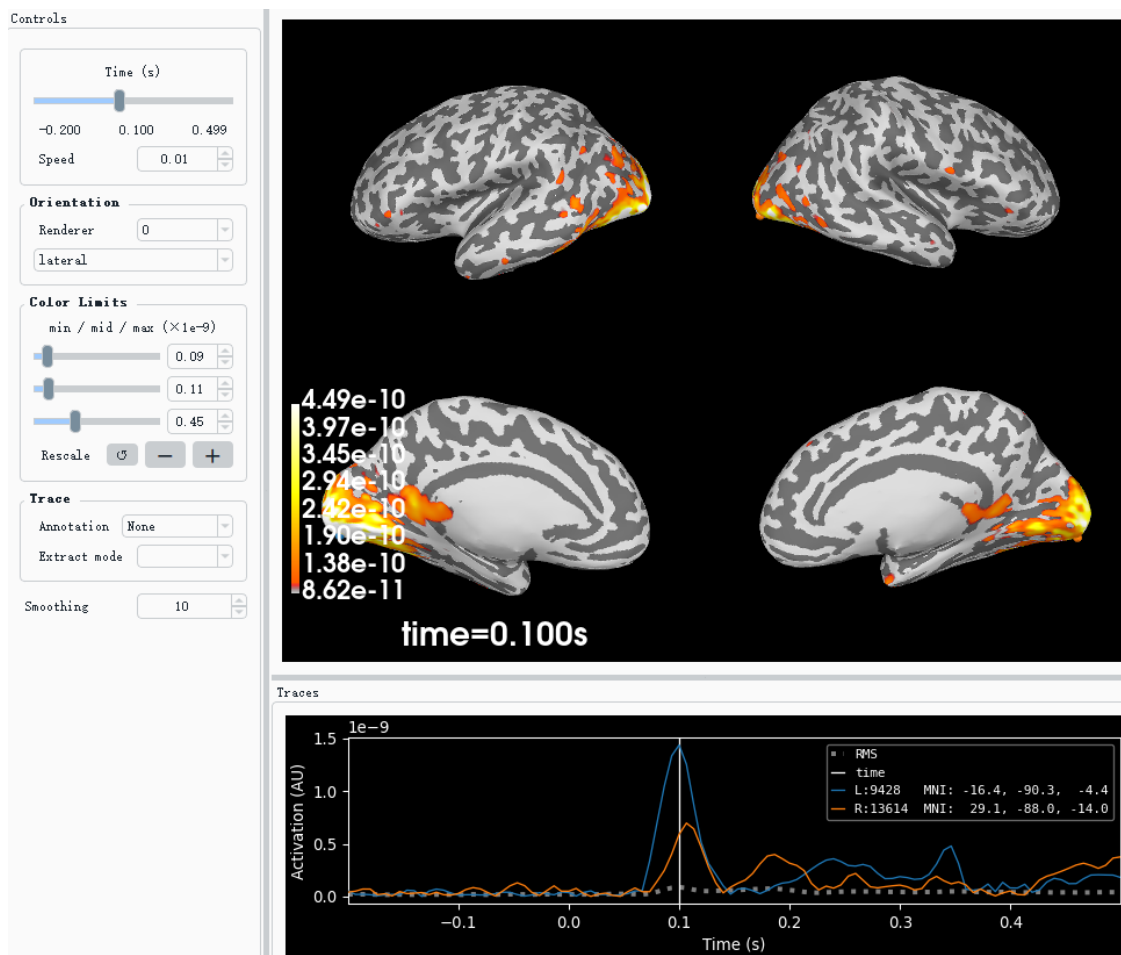 Controls
Time (s)
-0.200 0.100 0.499
Speed 0.01
Orientation
Renderer 0
lateral
Color Limits
min / mid / max (×1e-9)
0.09
0.11
0.45
Rescale ↺ − +
Trace
Annotation None
Extract mode
Smoothing 10
4.49e-10
3.97e-10
3.45e-10
2.94e-10
2.42e-10
1.90e-10
1.38e-10
8.62e-11
time=0.100s
Traces
1e−9
1.5
1.0
0.5
0.0
Activation (AU)
RMS
time
L:9428 MNI: -16.4, -90.3, -4.4
R:13614 MNI: 29.1, -88.0, -14.0
−0.1 0.0 0.1 0.2 0.3 0.4
Time (s)